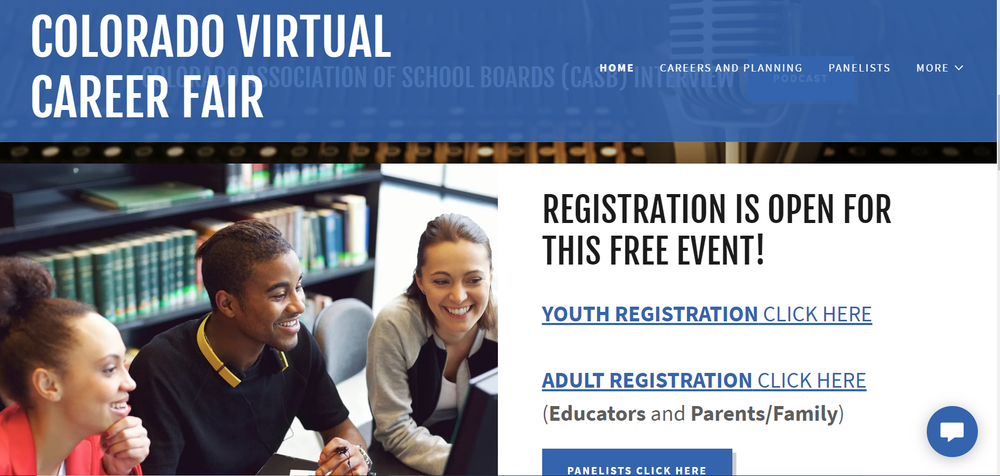 COLORADO VIRTUAL
CAREER FAIR
COLORADO ASSOCIATION OF SCHOOL BOARDS (CASB) INTERVIEW
PODCAST
HOME
CAREERS AND PLANNING
PANELISTS
MORE
REGISTRATION IS OPEN FOR
THIS FREE EVENT!
YOUTH REGISTRATION CLICK HERE
ADULT REGISTRATION CLICK HERE
(Educators and Parents/Family)
PANELISTS CLICK HERE